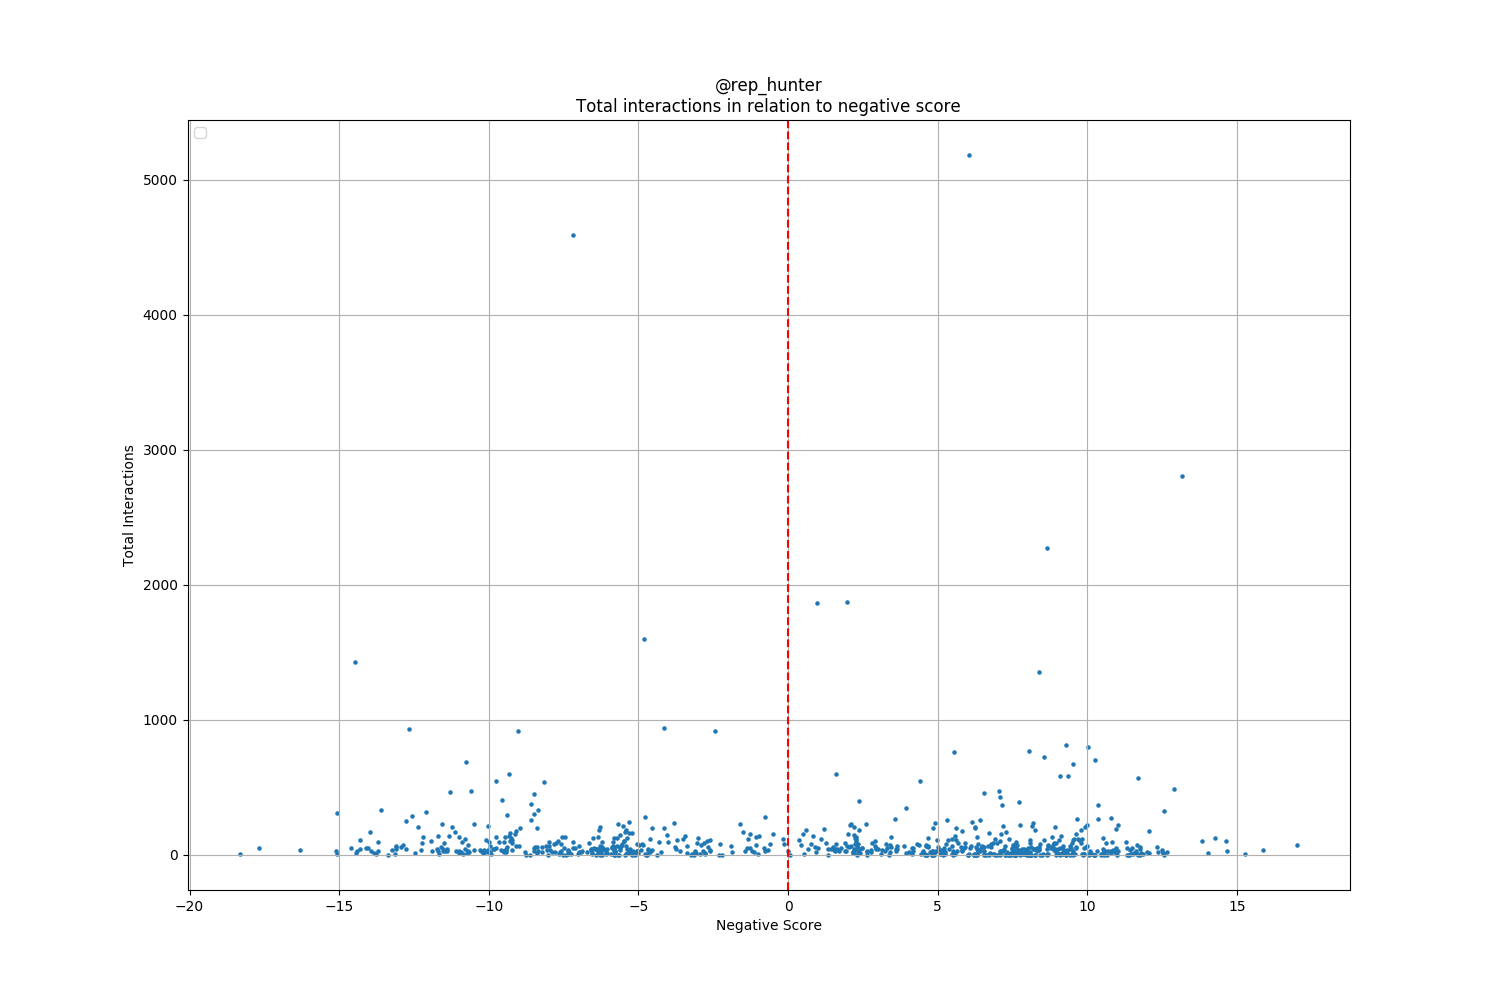 @rep_hunter
Total interactions in relation to negative score
5000
4000
3000
2000
1000
0
Total Interactions
−20 −15 −10 −5 0 5 10 15
Negative Score